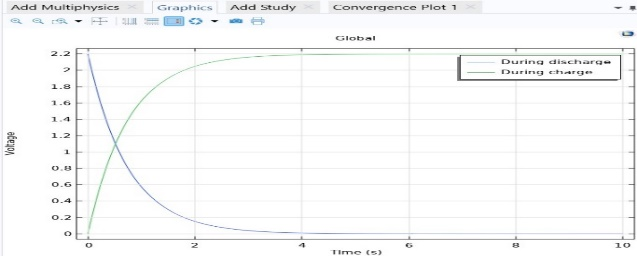 Add Multiphysics Graphics Add Study Convergence Plot 1
Global
Voltage
2.2
2
1.8
1.6
1.4
1.2
1
0.8
0.6
0.4
0.2
0
During discharge
During charge
0 2 4 6 8 10
Time (s)